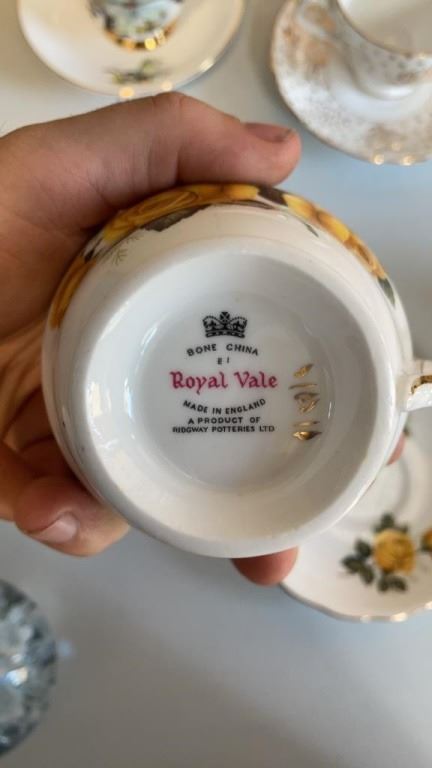 BONE CHINA
Royal Vale
MADE IN ENGLAND
A PRODUCT OF
RIDGWAY POTTERIES LTD